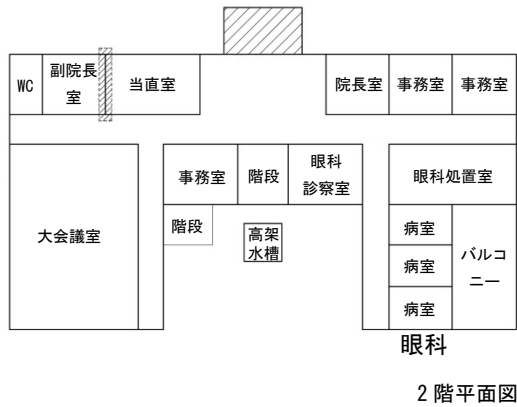 WC
副院長
室
当直室
院長室
事務室
事務室
事務室
階段
眼科
診察室
眼科処置室
大会議室
階段
高架
水槽
病室
病室
病室
バルコ
ニー
眼科
2 階平面図